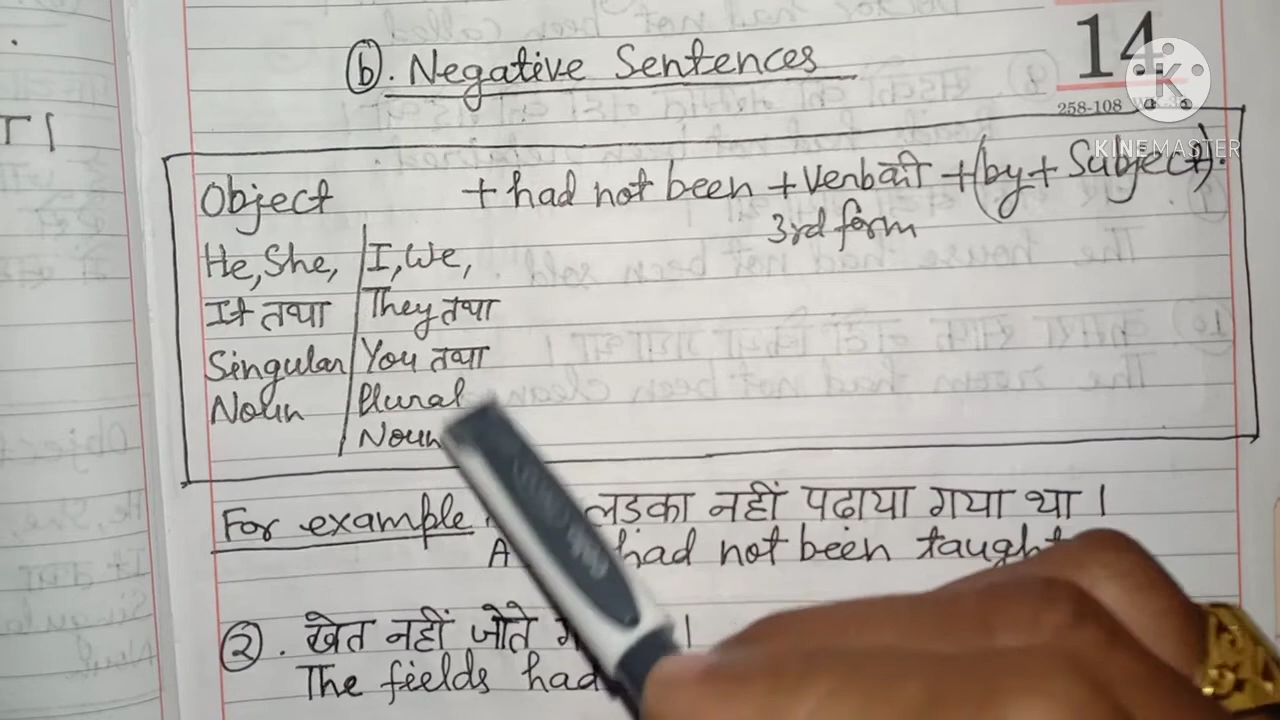 14
258-108
KINEMASTER
(b). Negative Sentences
Object + had not been + Verb की + (by + Subject).
3rd form
He, She, | I, We,
It तथा | They तथा
Singular | You तथा
Noun | Plural
Noun
For example लड़का नहीं पढाया गया था ।
A had not been taught
(2). खेत नहीं जोते ।
The fields had